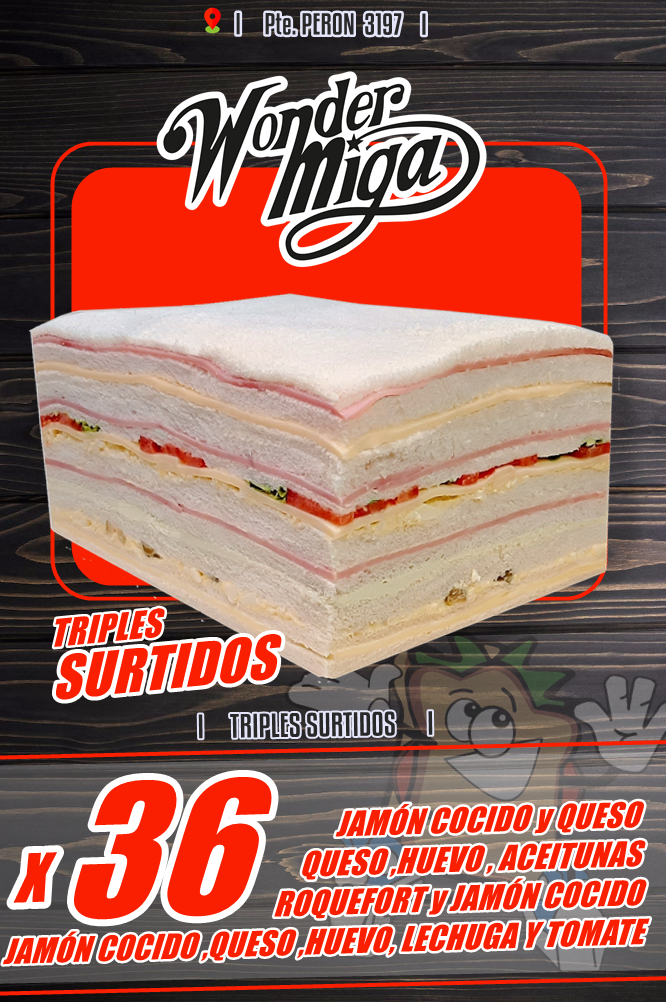 | Pte. PERON 3197 |
Wonder
Miga
TRIPLES
SURTIDOS
| TRIPLES SURTIDOS |
x 36
JAMÓN COCIDO y QUESO
QUESO ,HUEVO , ACEITUNAS
ROQUEFORT y JAMÓN COCIDO
JAMÓN COCIDO ,QUESO ,HUEVO, LECHUGA Y TOMATE